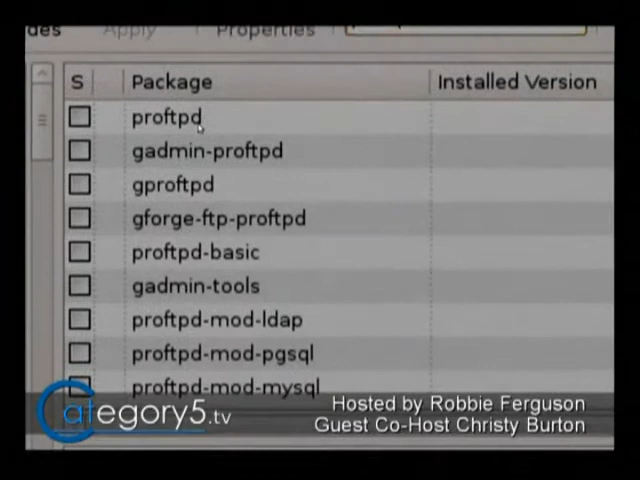 des Apply Properties
S Package Installed Version
proftpd
gadmin-proftpd
gproftpd
gforge-ftp-proftpd
proftpd-basic
gadmin-tools
proftpd-mod-ldap
proftpd-mod-pgsql
proftpd-mod-mysql
Category5.tv
Hosted by Robbie Ferguson
Guest Co-Host Christy Burton